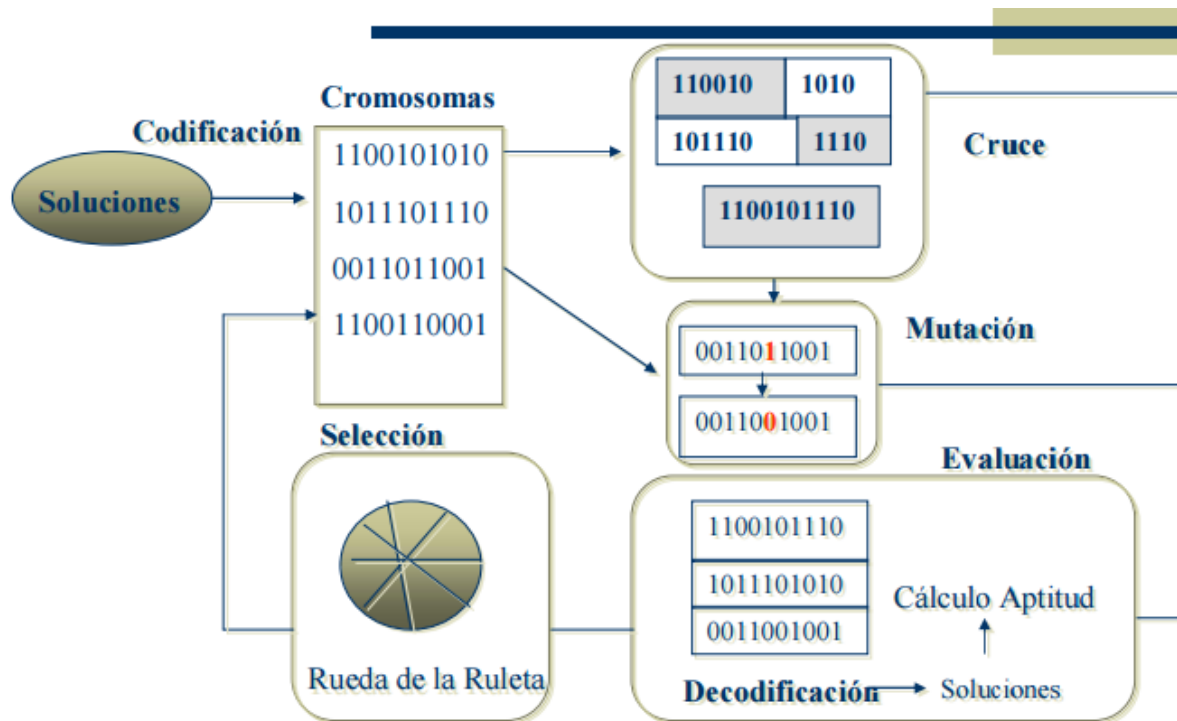 Codificación
Soluciones
Cromosomas
1100101010
1011101110
0011011001
1100110001
110010 1010
101110 1110
1100101110
Cruce
Mutación
0011011001
0011001001
Selección
Rueda de la Ruleta
Evaluación
1100101110
1011101010
0011001001
Cálculo Aptitud
Decodificación
Soluciones